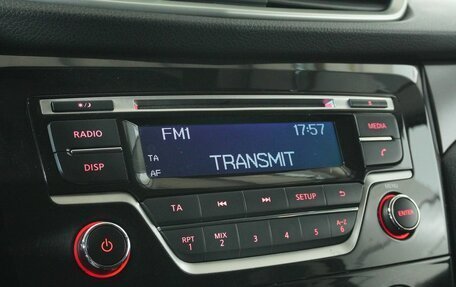 RADIO
DISP
FM1 17:57
TA
TRANSMIT
AF
MEDIA
TA SETUP
MENU
ENTER
RPT MIX A-Z
1 2 3 4 5 6